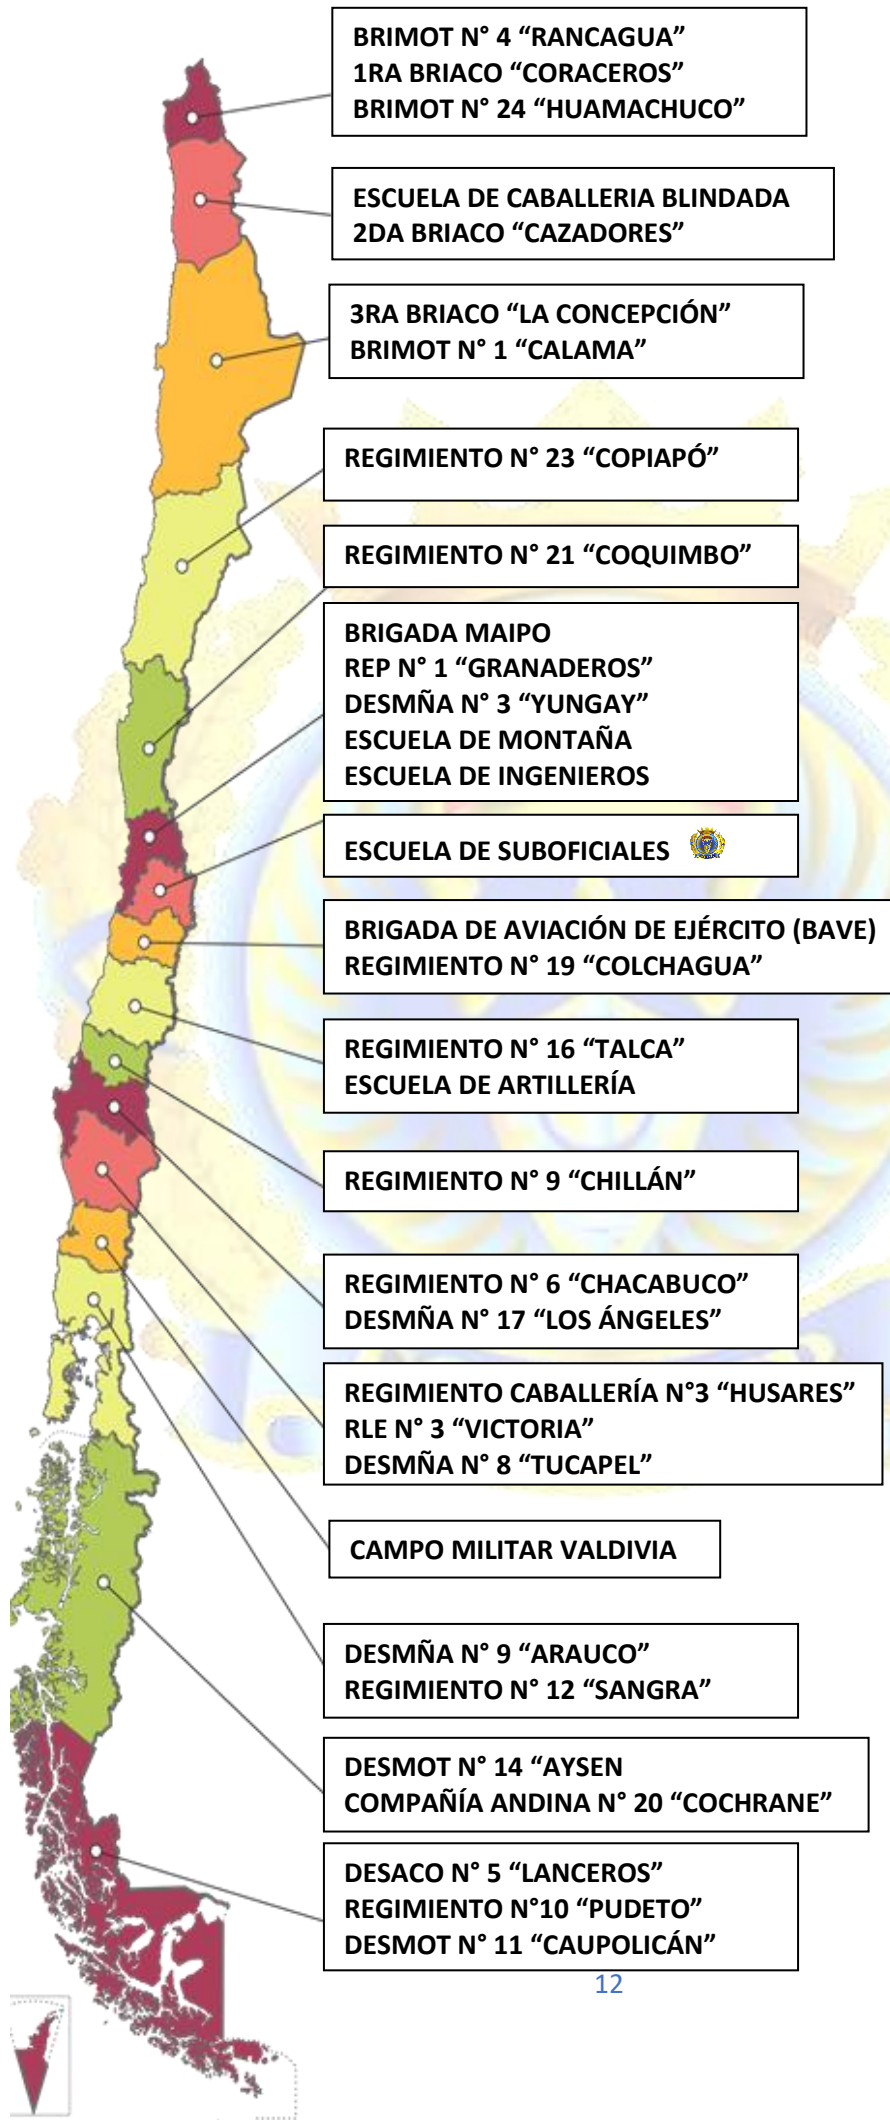 BRIMOT N° 4 “RANCAGUA”
1RA BRIACO “CORACEROS”
BRIMOT N° 24 “HUAMACHUCO”
ESCUELA DE CABALLERIA BLINDADA
2DA BRIACO “CAZADORES”
3RA BRIACO “LA CONCEPCIÓN”
BRIMOT N° 1 “CALAMA”
REGIMIENTO N° 23 “COPIAPÓ”
REGIMIENTO N° 21 “COQUIMBO”
BRIGADA MAIPO
REP N° 1 “GRANADEROS”
DESMÑA N° 3 “YUNGAY”
ESCUELA DE MONTAÑA
ESCUELA DE INGENIEROS
ESCUELA DE SUBOFICIALES
BRIGADA DE AVIACIÓN DE EJÉRCITO (BAVE)
REGIMIENTO N° 19 “COLCHAGUA”
REGIMIENTO N° 16 “TALCA”
ESCUELA DE ARTILLERÍA
REGIMIENTO N° 9 “CHILLÁN”
REGIMIENTO N° 6 “CHACABUCO”
DESMÑA N° 17 “LOS ÁNGELES”
REGIMIENTO CABALLERÍA N°3 “HUSARES”
RLE N° 3 “VICTORIA”
DESMÑA N° 8 “TUCAPEL”
CAMPO MILITAR VALDIVIA
DESMÑA N° 9 “ARAUCO”
REGIMIENTO N° 12 “SANGRA”
DESMOT N° 14 “AYSEN
COMPAÑÍA ANDINA N° 20 “COCHRANE”
DESACO N° 5 “LANCEROS”
REGIMIENTO N°10 “PUDETO”
DESMOT N° 11 “CAUPOLICÁN”
12